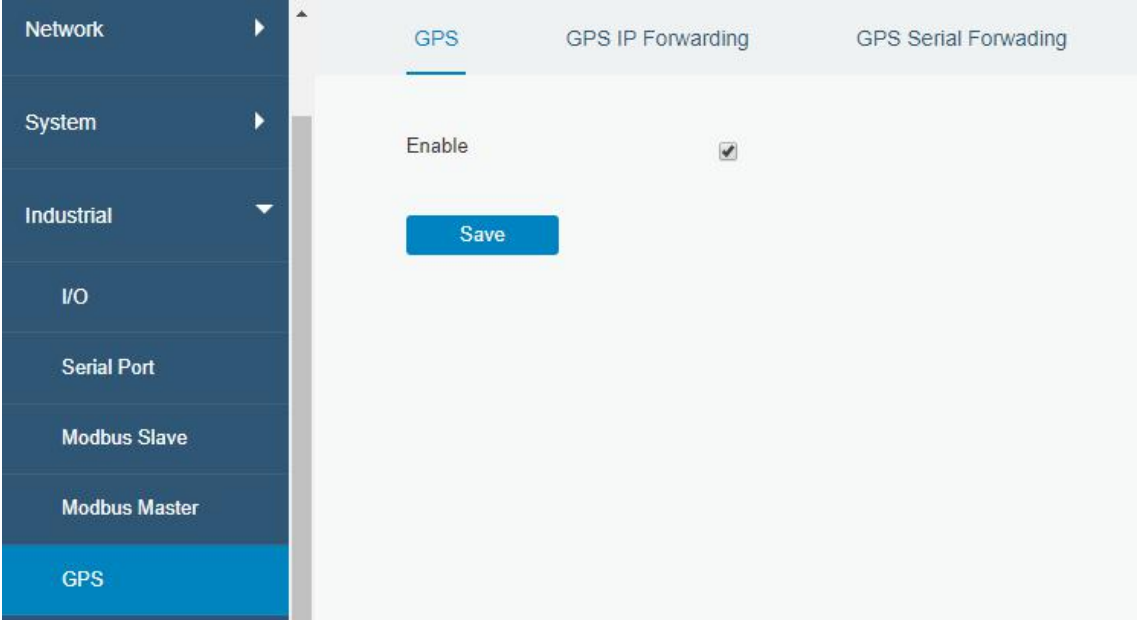 Network
System
Industrial
I/O
Serial Port
Modbus Slave
Modbus Master
GPS
GPS GPS IP Forwarding GPS Serial Forwading
Enable
Save